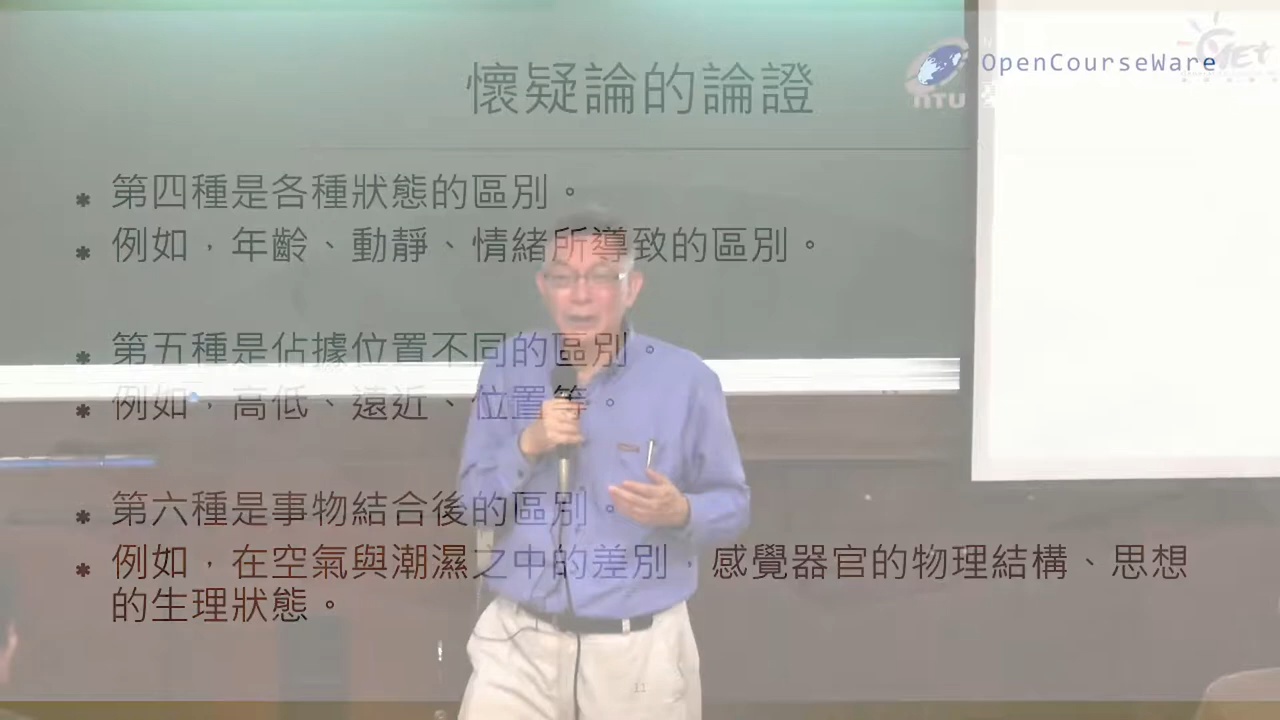 懷疑論的論證
OpenCourseWare
NTU
GET
* 第四種是各種狀態的區別。
* 例如，年齡、動靜、情緒所導致的區別。
* 第五種是佔據位置不同的區別。
* 例如，高低、遠近、位置等。
* 第六種是事物結合後的區別。
* 例如，在空氣與潮濕之中的差別，感覺器官的物理結構、思想
的生理狀態。
11